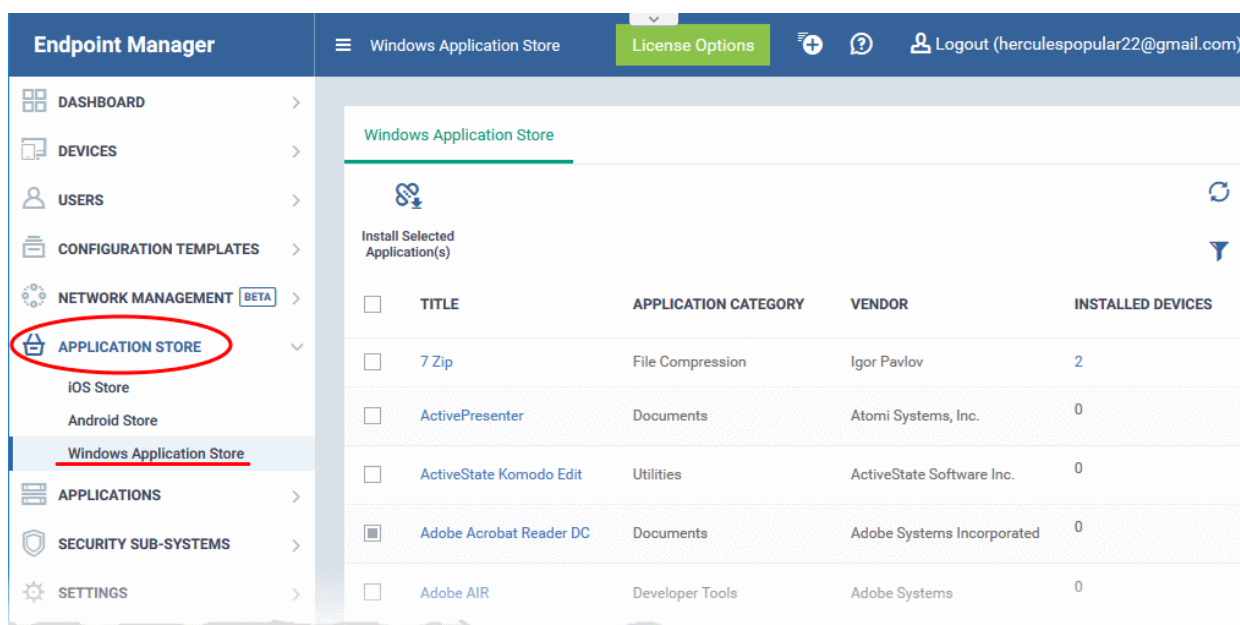 Endpoint Manager
Windows Application Store
License Options
Logout (herculespopular22@gmail.com)
DASHBOARD
DEVICES
USERS
CONFIGURATION TEMPLATES
NETWORK MANAGEMENT BETA
APPLICATION STORE
iOS Store
Android Store
Windows Application Store
APPLICATIONS
SECURITY SUB-SYSTEMS
SETTINGS
Windows Application Store
Install Selected
Application(s)
TITLE APPLICATION CATEGORY VENDOR INSTALLED DEVICES
7 Zip File Compression Igor Pavlov 2
ActivePresenter Documents Atomi Systems, Inc. 0
ActiveState Komodo Edit Utilities ActiveState Software Inc. 0
Adobe Acrobat Reader DC Documents Adobe Systems Incorporated 0
Adobe AIR Developer Tools Adobe Systems 0